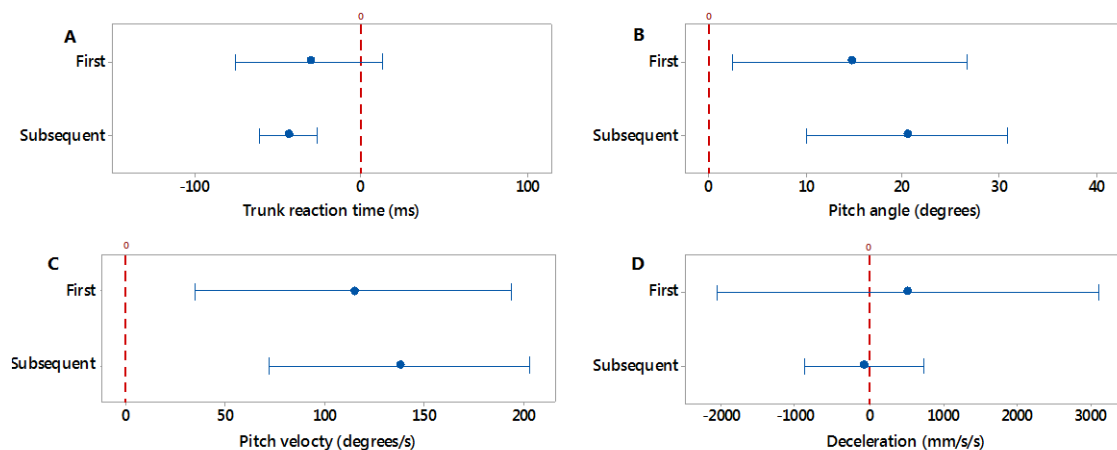 0
A
First
Subsequent
-100 0 100
Trunk reaction time (ms)
0
B
First
Subsequent
0 10 20 30 40
Pitch angle (degrees)
0
C
First
Subsequent
0 50 100 150 200
Pitch velocty (degrees/s)
0
D
First
Subsequent
-2000 -1000 0 1000 2000 3000
Deceleration (mm/s/s)